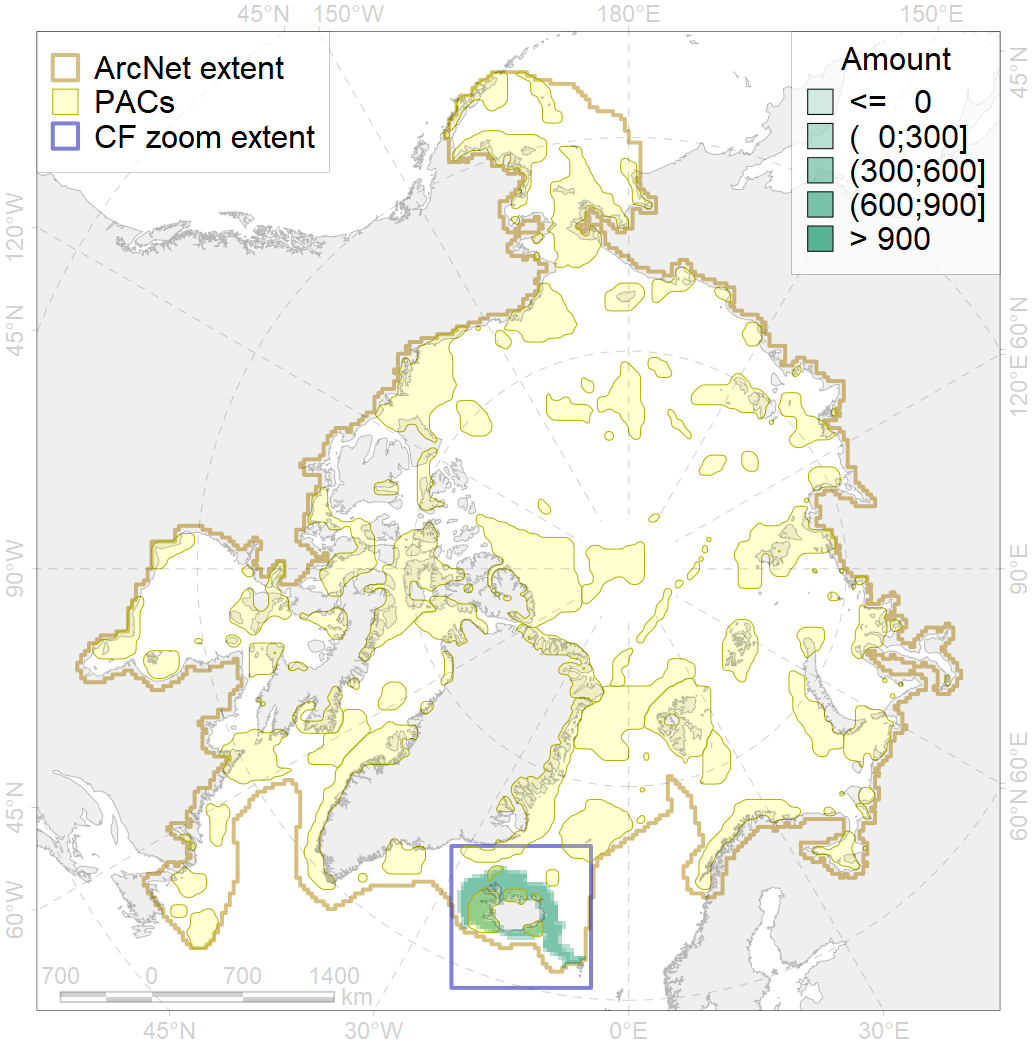 45°N 150°W 180°E 150°E
ArcNet extent
PACs
CF zoom extent
Amount
<= 0
( 0;300]
(300;600]
(600;900]
> 900
45°N
60°N
120°E
90°E
60°E
60°N
120°W
45°N
90°W
45°N
60°W
700 0 700 1400
km
45°N 30°W 0°E 30°E